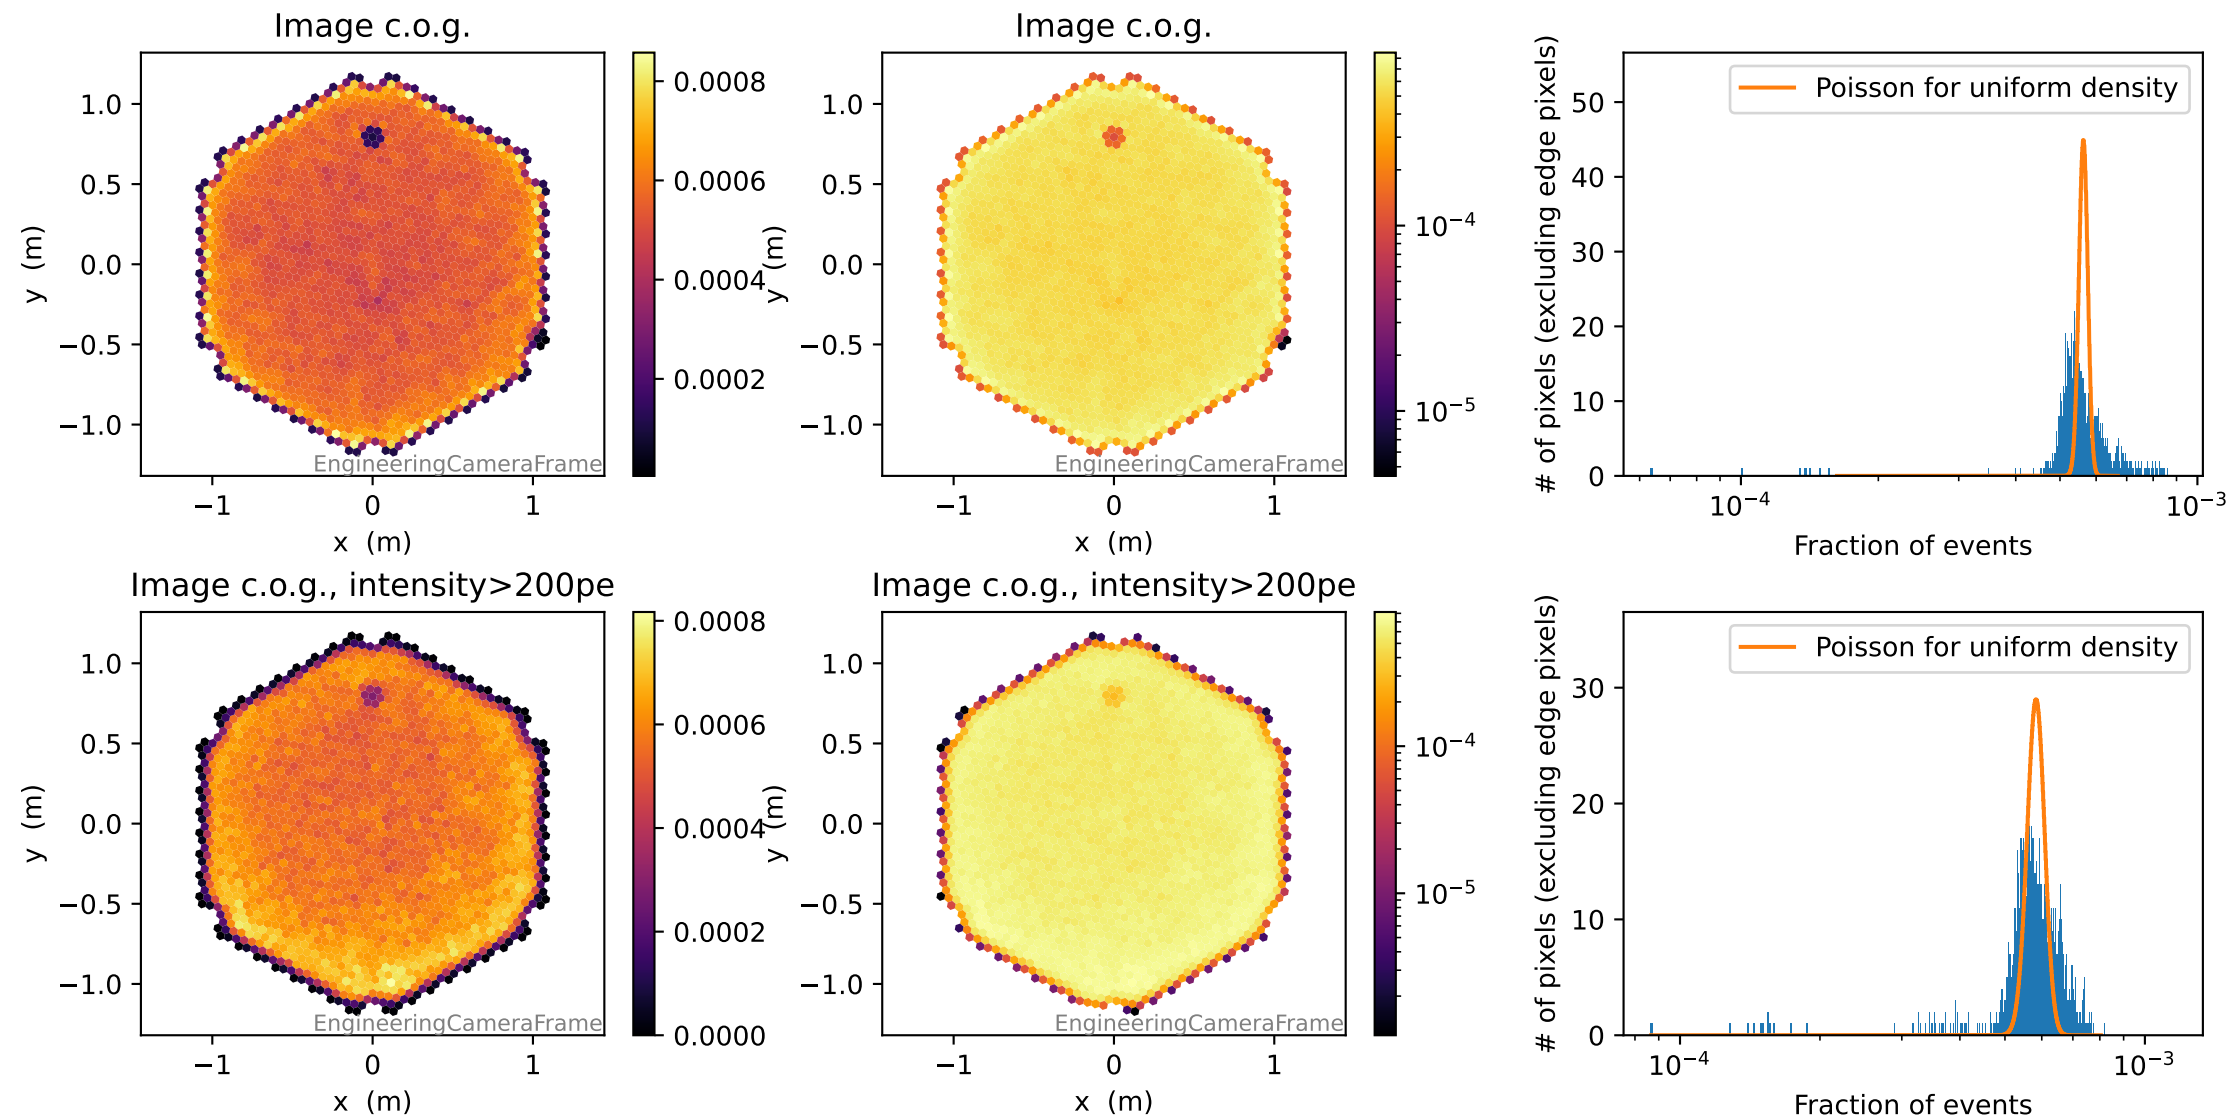 Image c.o.g.
1.0
0.5
0.0
−0.5
−1.0
y (m)
−1
0
1
x (m)
EngineeringCameraFrame
0.0008
0.0006
0.0004
0.0002
Image c.o.g.
1.0
0.5
0.0
−0.5
−1.0
y (m)
−1
0
1
x (m)
EngineeringCameraFrame
10⁻⁴
10⁻⁵
# of pixels (excluding edge pixels)
50
40
30
20
10
0
Poisson for uniform density
10⁻⁴
10⁻³
Fraction of events
Image c.o.g., intensity>200pe
1.0
0.5
0.0
−0.5
−1.0
y (m)
−1
0
1
x (m)
EngineeringCameraFrame
0.0008
0.0006
0.0004
0.0002
0.0000
Image c.o.g., intensity>200pe
1.0
0.5
0.0
−0.5
−1.0
y (m)
−1
0
1
x (m)
EngineeringCameraFrame
10⁻⁴
10⁻⁵
# of pixels (excluding edge pixels)
30
20
10
0
Poisson for uniform density
10⁻⁴
10⁻³
Fraction of events